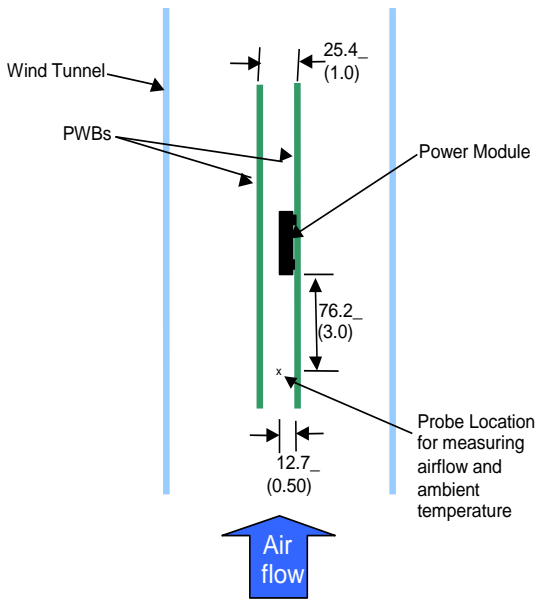 25.4_
(1.0)
Wind Tunnel
PWBs
Power Module
76.2_
(3.0)
x
Probe Location
for measuring
airflow and
ambient
temperature
12.7_
(0.50)
Air
flow